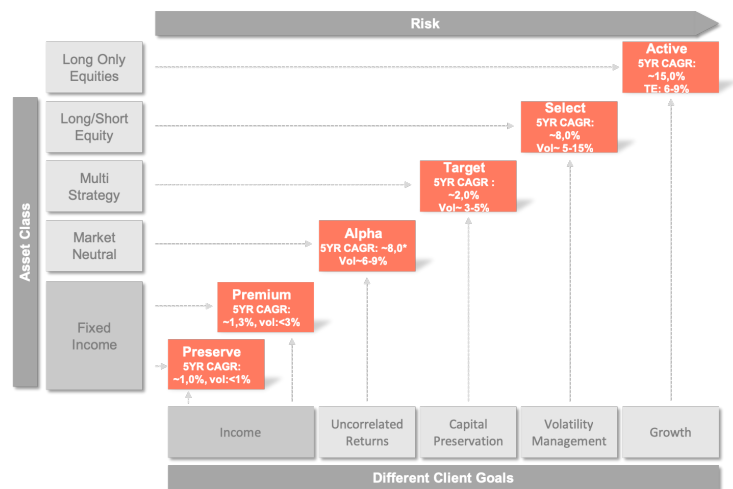 Risk
Long Only
Equities
Active
5YR CAGR:
~15,0%
TE: 6-9%
Long/Short
Equity
Select
5YR CAGR:
~8,0%
Vol~ 5-15%
Multi
Strategy
Target
5YR CAGR :
~2,0%
Vol~ 3-5%
Market
Neutral
Alpha
5YR CAGR: ~8,0*
Vol~6-9%
Asset Class
Fixed
Income
Premium
5YR CAGR:
~1,3%, vol:<3%
Preserve
5YR CAGR:
~1,0%, vol:<1%
Income
Uncorrelated
Returns
Capital
Preservation
Volatility
Management
Growth
Different Client Goals